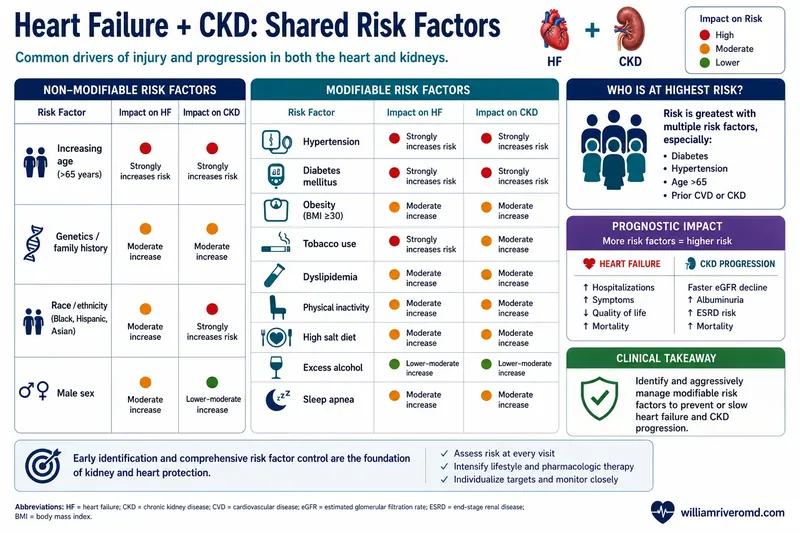 Heart Failure + CKD: Shared Risk Factors
Common drivers of injury and progression in both the heart and kidneys.
HF
+
CKD
Impact on Risk
High
Moderate
Lower
NON-MODIFIABLE RISK FACTORS
Risk Factor
Impact on HF
Impact on CKD
Increasing
age
(>65 years)
Strongly
increases risk
Strongly
increases risk
Genetics /
family history
Moderate
increase
Moderate
increase
Race / ethnicity
(Black, Hispanic,
Asian)
Moderate
increase
Strongly
increases risk
Male sex
Moderate
increase
Lower-moderate
increase
MODIFIABLE RISK FACTORS
Risk Factor
Impact on HF
Impact on CKD
Hypertension
Strongly
increases risk
Strongly
increases risk
Diabetes
mellitus
Strongly
increases risk
Strongly
increases risk
Obesity
(BMI ≥30)
Moderate
increase
Moderate
increase
Tobacco use
Strongly
increases risk
Moderate
increase
Dyslipidemia
Moderate
increase
Moderate
increase
Physical inactivity
Moderate
increase
Moderate
increase
High salt diet
Moderate
increase
Moderate
increase
Excess alcohol
Lower-moderate
increase
Lower-moderate
increase
Sleep apnea
Moderate
increase
Moderate
increase
WHO IS AT HIGHEST RISK?
Risk is greatest with
multiple risk factors,
especially:
• Diabetes
• Hypertension
• Age >65
• Prior CVD or CKD
PROGNOSTIC IMPACT
More risk factors = higher risk
HEART FAILURE
↑ Hospitalizations
↑ Symptoms
↓ Quality of life
↑ Mortality
CKD PROGRESSION
Faster eGFR decline
↑ Albuminuria
↑ ESRD risk
↑ Mortality
CLINICAL TAKEAWAY
Identify and aggressively
manage modifiable risk
factors to prevent or slow
heart failure and CKD
progression.
Early identification and comprehensive risk factor control are the foundation
of kidney and heart protection.
✓ Assess risk at every visit
✓ Intensify lifestyle and pharmacologic therapy
✓ Individualize targets and monitor closely
Abbreviations: HF = heart failure; CKD = chronic kidney disease; CVD = cardiovascular disease; eGFR = estimated glomerular filtration rate; ESRD = end-stage renal disease;
BMI = body mass index.
williamriveromd.com